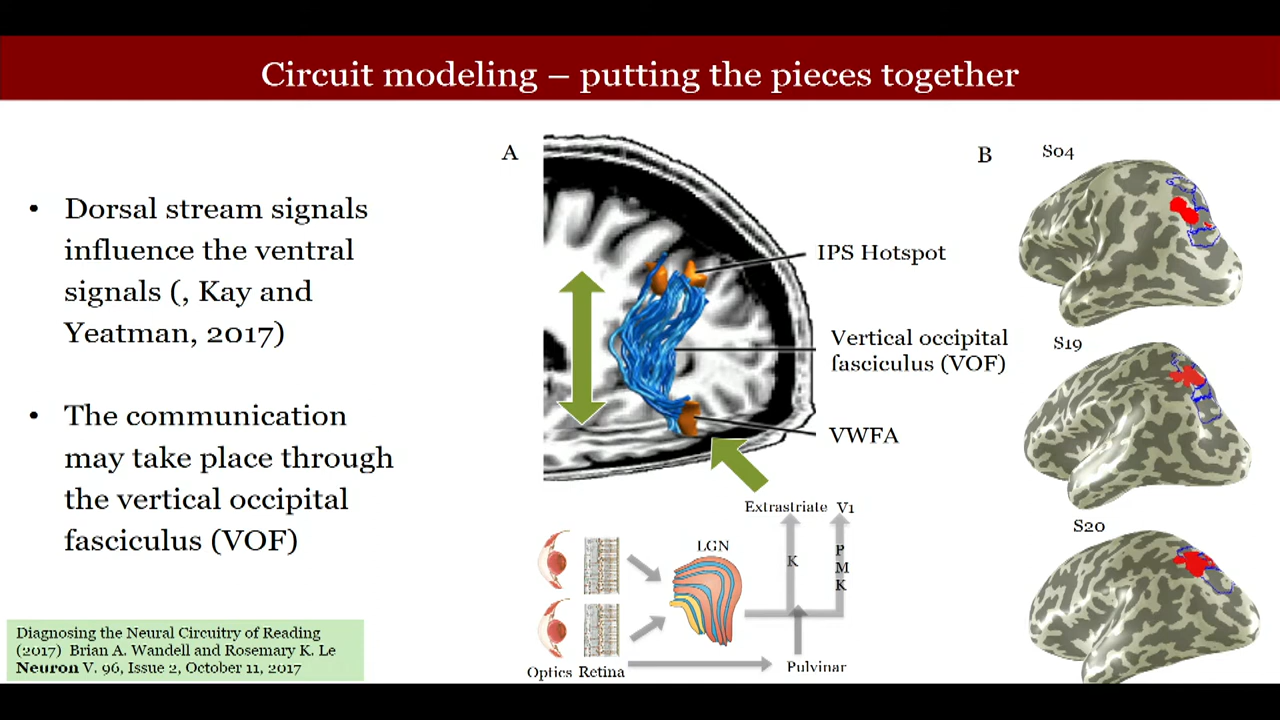 Circuit modeling – putting the pieces together
• Dorsal stream signals
influence the ventral
signals (, Kay and
Yeatman, 2017)
• The communication
may take place through
the vertical occipital
fasciculus (VOF)
Diagnosing the Neural Circuitry of Reading
(2017) Brian A. Wandell and Rosemary K. Le
Neuron V. 96, Issue 2, October 11, 2017
A
IPS Hotspot
Vertical occipital
fasciculus (VOF)
VWFA
Extrastriate V1
LGN
K
P
M
K
Optics Retina
Pulvinar
B
S04
S19
S20